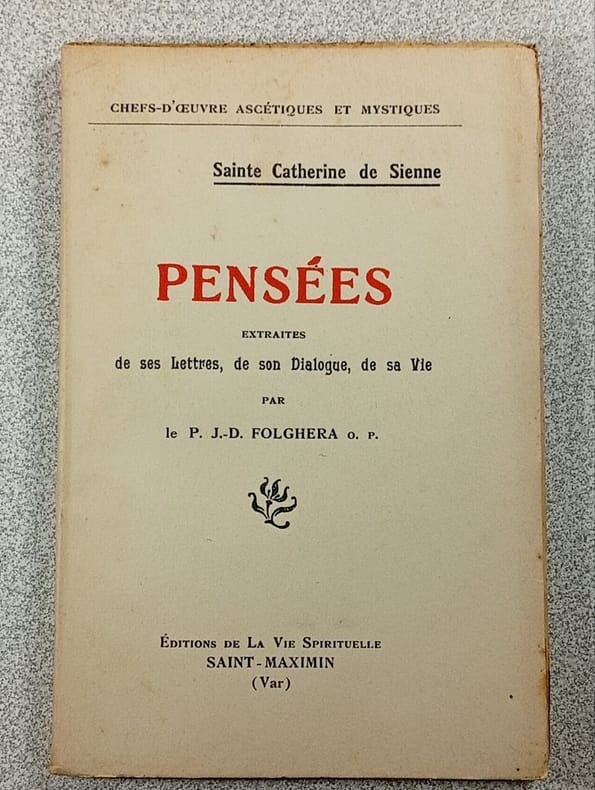 CHEFS-D'ŒUVRE ASCÉTIQUES ET MYSTIQUES
Sainte Catherine de Sienne
PENSÉES
EXTRAITES
de ses Lettres, de son Dialogue, de sa Vie
PAR
le P. J.-D. FOLGHERA O. P.
ÉDITIONS DE LA VIE SPIRITUELLE
SAINT-MAXIMIN
(Var)